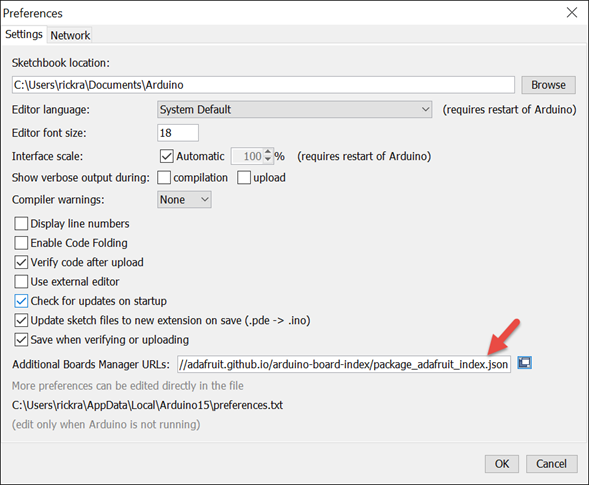 Preferences
Settings Network
Sketchbook location:
C:\Users\rickra\Documents\Arduino Browse
Editor language: System Default (requires restart of Arduino)
Editor font size: 18
Interface scale: Automatic 100 % (requires restart of Arduino)
Show verbose output during: compilation upload
Compiler warnings: None
Display line numbers
Enable Code Folding
Verify code after upload
Use external editor
Check for updates on startup
Update sketch files to new extension on save (.pde -> .ino)
Save when verifying or uploading
Additional Boards Manager URLs: //adafruit.github.io/arduino-board-index/package_adafruit_index.json
More preferences can be edited directly in the file
C:\Users\rickra\AppData\Local\Arduino15\preferences.txt
(edit only when Arduino is not running)
OK Cancel